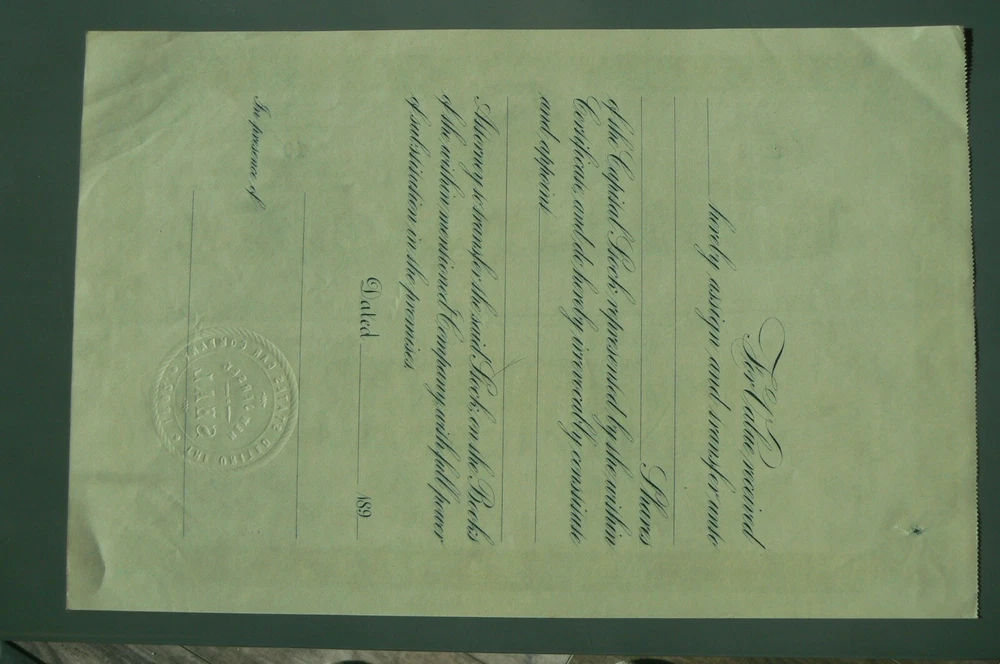 For Value received
hereby assign and transfer unto
Shares
of the Capital Stock represented by the within
Certificate, and do hereby irrevocably constitute
and appoint
Attorney to transfer the said Stock, on the Books
of the within mentioned Company with full power
of substitution in the premises.
Dated 189
In presence of
SEAL